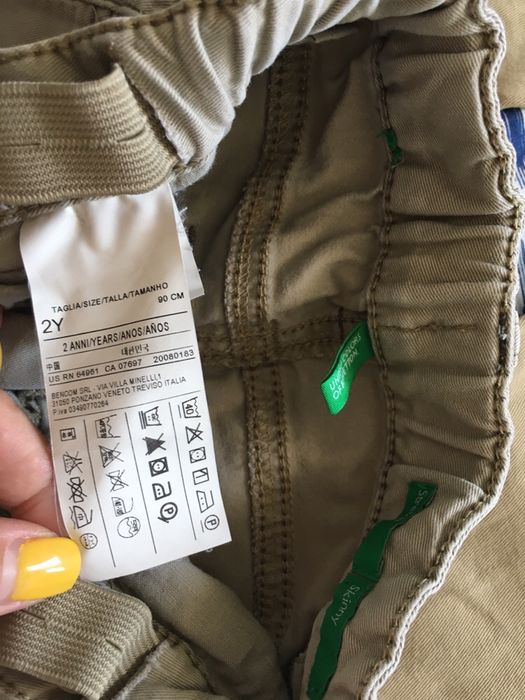 TAGLIA/SIZE/TALLA/TAMANHO
2Y 90 CM
2 ANNI/YEARS/ANOS/AÑOS
中国 대한민국
US RN 64961 CA 07697 20080183
BENCOM SRL - VIA VILLA MINELLI,1
31050 PONZANO VENETO TREVISO ITALIA
P.iva 03490770264
40
P
P
COLORS
Skinny